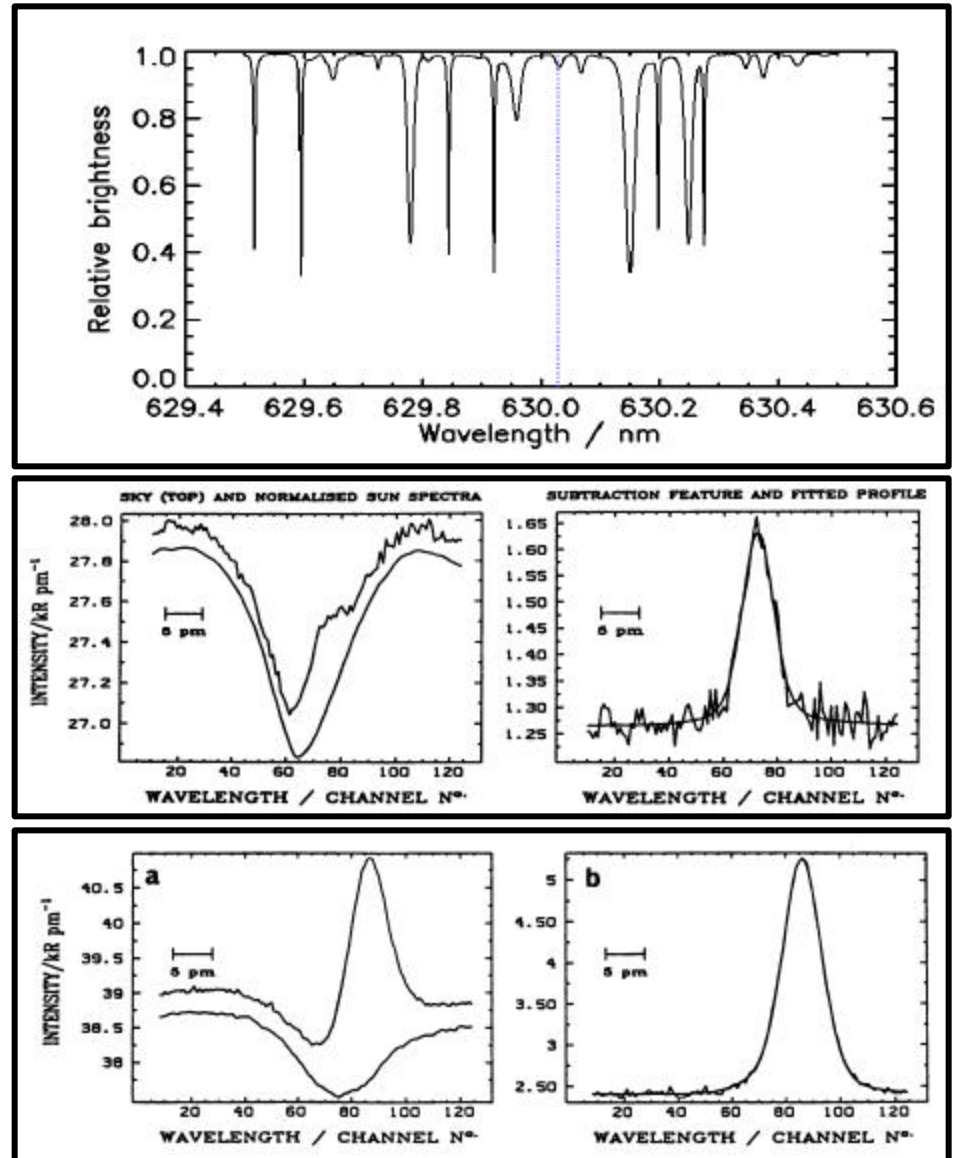 1.0
0.8
0.6
0.4
0.2
0.0
Relative brightness
629.4 629.6 629.8 630.0 630.2 630.4 630.6
Wavelength / nm
SKY (TOP) AND NORMALISED SUN SPECTRA
28.0
27.8
27.6
27.4
27.2
27.0
INTENSITY/kR pm⁻¹
5 pm
20 40 60 80 100 120
WAVELENGTH / CHANNEL Nº.
SUBTRACTION FEATURE AND FITTED PROFILE
1.65
1.60
1.55
1.50
1.45
1.40
1.35
1.30
1.25
5 pm
20 40 60 80 100 120
WAVELENGTH / CHANNEL Nº.
a
40.5
40
39.5
39
38.5
38
INTENSITY/kR pm⁻¹
5 pm
20 40 60 80 100 120
WAVELENGTH / CHANNEL Nº.
b
5
4.50
4
3.50
3
2.50
5 pm
20 40 60 80 100 120
WAVELENGTH / CHANNEL Nº.